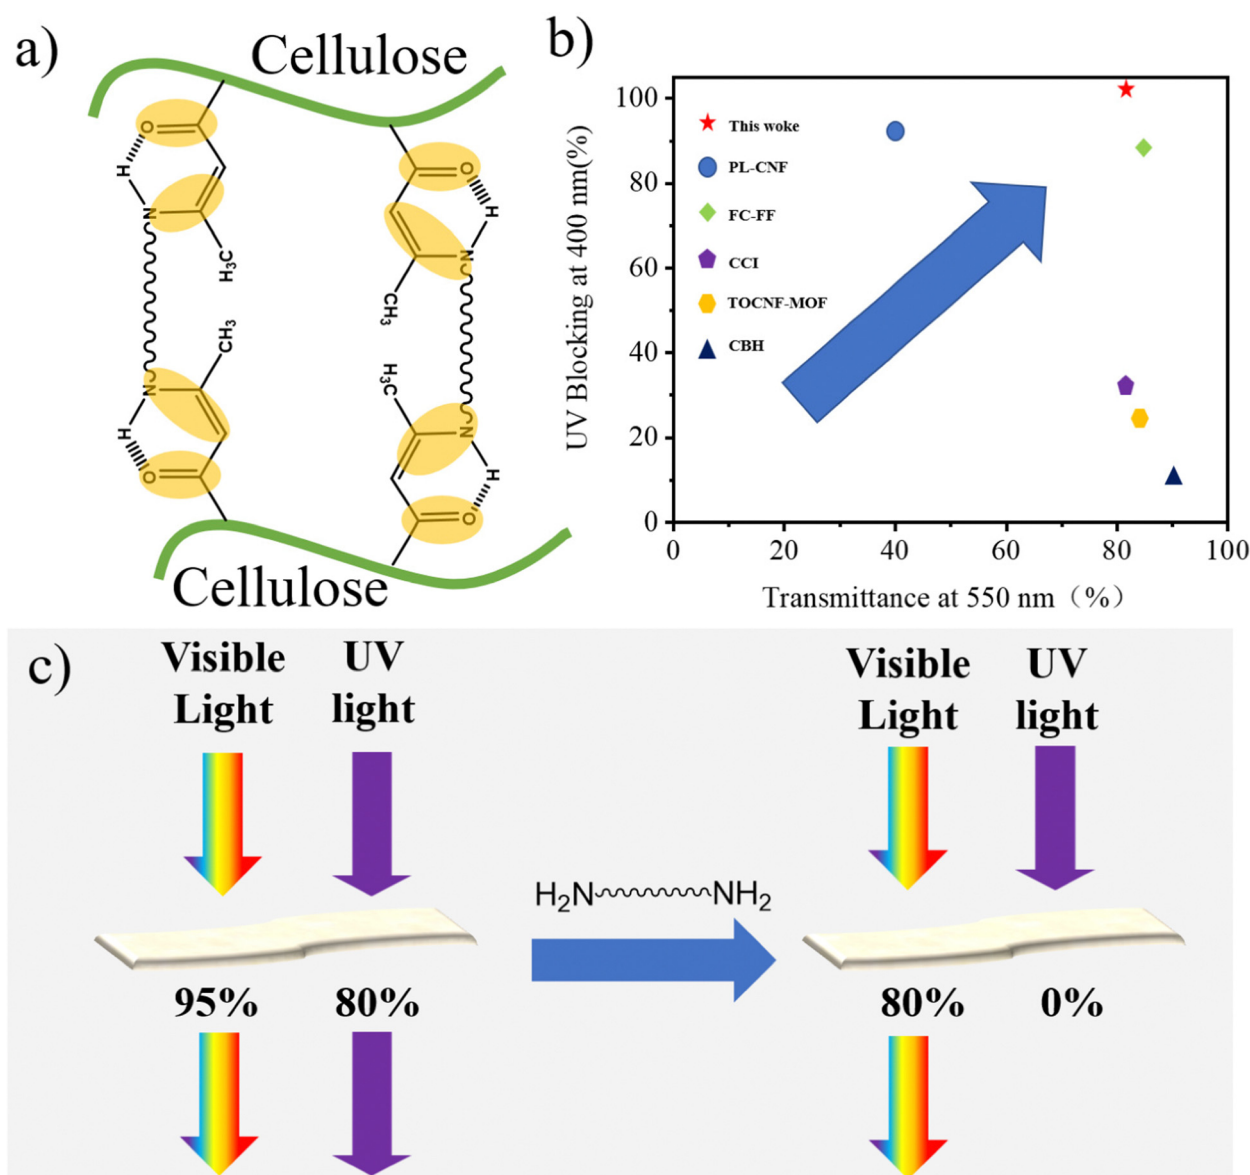 a)
Cellulose
O
H
N
H₃C
O
H
N
CH₃
CH₃
N
H
O
H₃C
N
H
O
Cellulose
b)
UV Blocking at 400 nm(%)
100
80
60
40
20
0
This woke
PL-CNF
FC-FF
CCI
TOCNF-MOF
CBH
0 20 40 60 80 100
Transmittance at 550 nm（%）
c)
Visible Light
UV light
95%
80%
H₂N NH₂
Visible Light
UV light
80%
0%